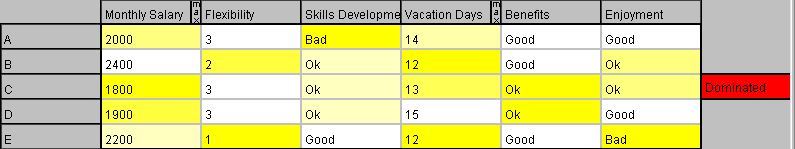 Monthly Salary max Flexibility Skills Developme Vacation Days max Benefits Enjoyment
A 2000 3 Bad 14 Good Good
B 2400 2 Ok 12 Good Ok
C 1800 3 Ok 13 Ok Ok Dominated
D 1900 3 Ok 15 Ok Good
E 2200 1 Good 12 Good Bad